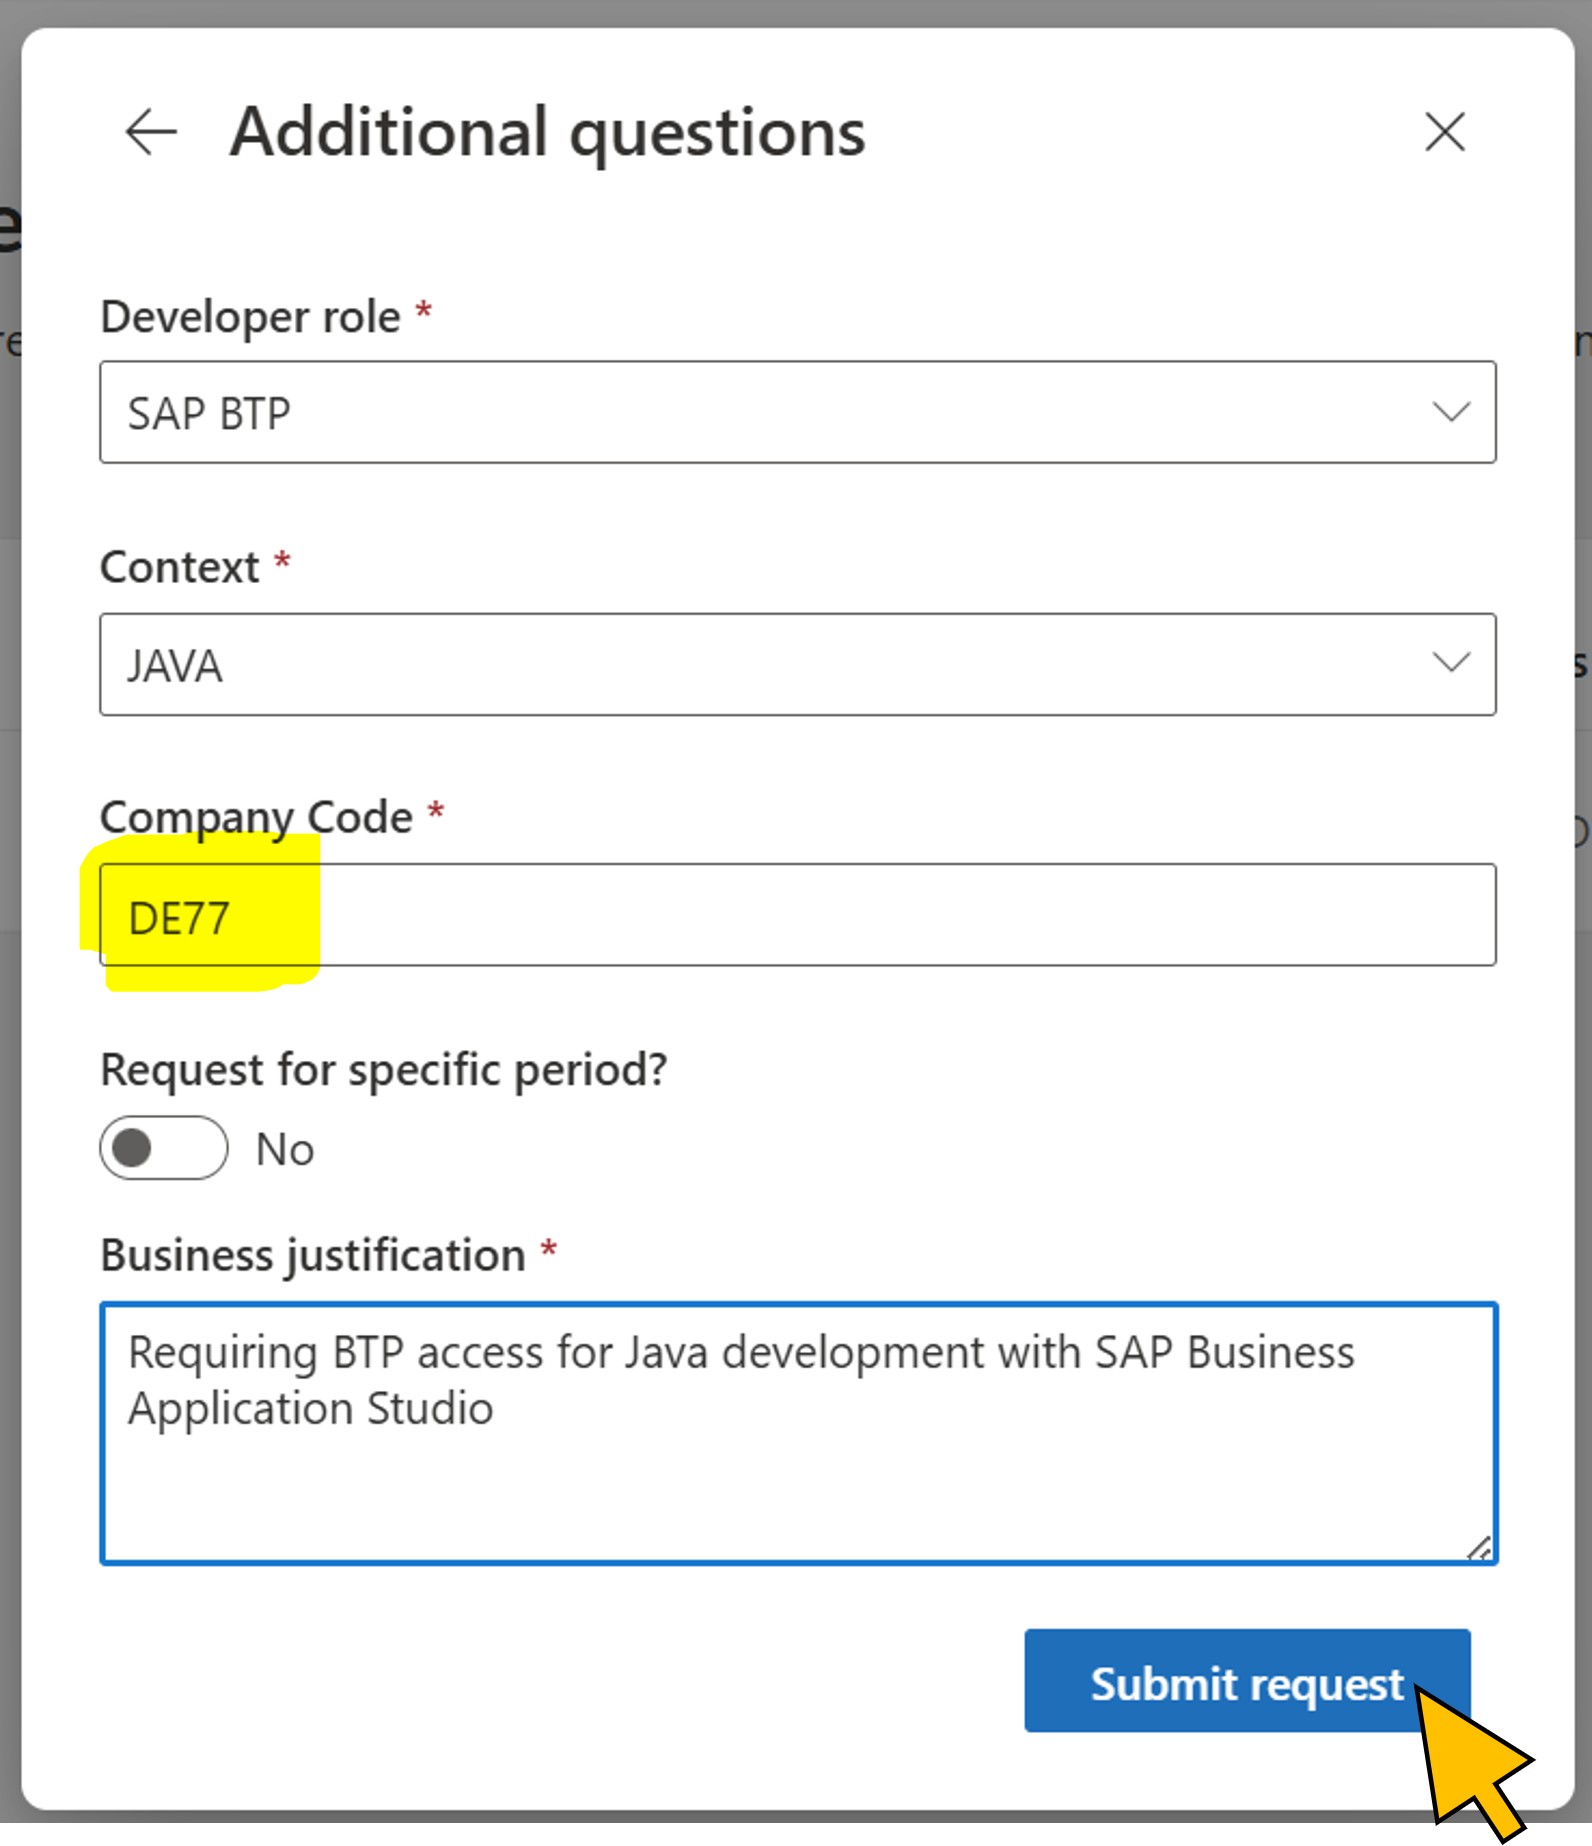 Additional questions
Developer role *
SAP BTP
Context *
JAVA
Company Code *
DE77
Request for specific period?
No
Business justification *
Requiring BTP access for Java development with SAP Business
Application Studio
Submit request